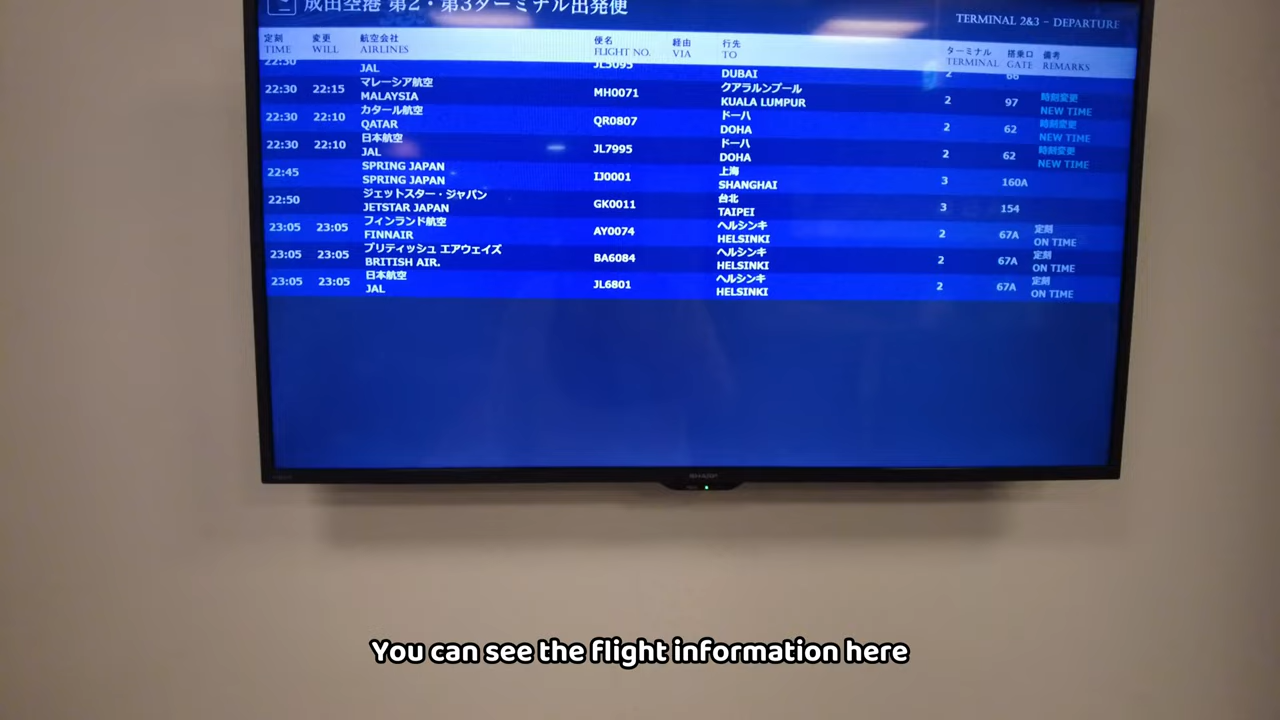 成田空港 第2・第3ターミナル出発便
TERMINAL 2&3 - DEPARTURE
定刻 変更 航空会社 便名 経由 行先 ターミナル 搭乗口 備考
TIME WILL AIRLINES FLIGHT NO. VIA TO TERMINAL GATE REMARKS
22:30 JL5095 2 66
JAL DUBAI
マレーシア航空 クアラルンプール 時刻変更
22:30 22:15 MH0071 2 97
MALAYSIA KUALA LUMPUR NEW TIME
カタール航空 ドーハ 時刻変更
22:30 22:10 QR0807 2 62
QATAR DOHA NEW TIME
日本航空 ドーハ 時刻変更
22:30 22:10 JL7995 2 62
JAL DOHA NEW TIME
SPRING JAPAN 上海
22:45 IJ0001 3 160A
SPRING JAPAN SHANGHAI
ジェットスター・ジャパン 台北
22:50 GK0011 3 154
JETSTAR JAPAN TAIPEI
フィンランド航空 ヘルシンキ 定刻
23:05 23:05 AY0074 2 67A
FINNAIR HELSINKI ON TIME
ブリティッシュ エアウェイズ ヘルシンキ 定刻
23:05 23:05 BA6084 2 67A
BRITISH AIR. HELSINKI ON TIME
日本航空 ヘルシンキ 定刻
23:05 23:05 JL6801 2 67A
JAL HELSINKI ON TIME
SHARP
You can see the flight information here